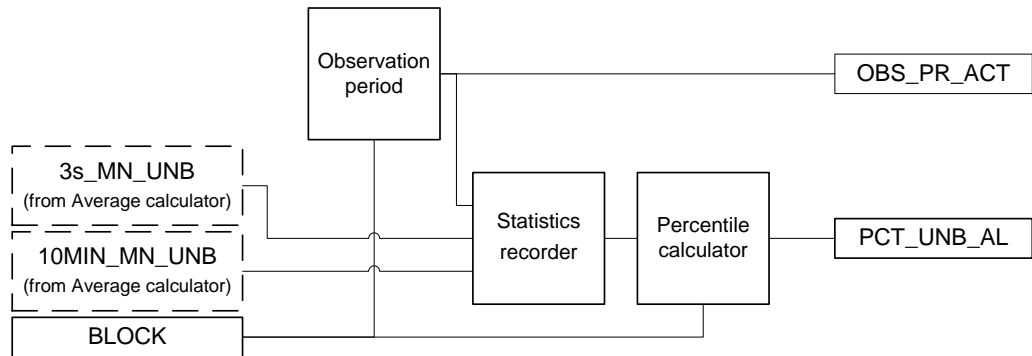 Observation
period
OBS_PR_ACT
3s_MN_UNB
(from Average calculator)
10MIN_MN_UNB
(from Average calculator)
BLOCK
Statistics
recorder
Percentile
calculator
PCT_UNB_AL